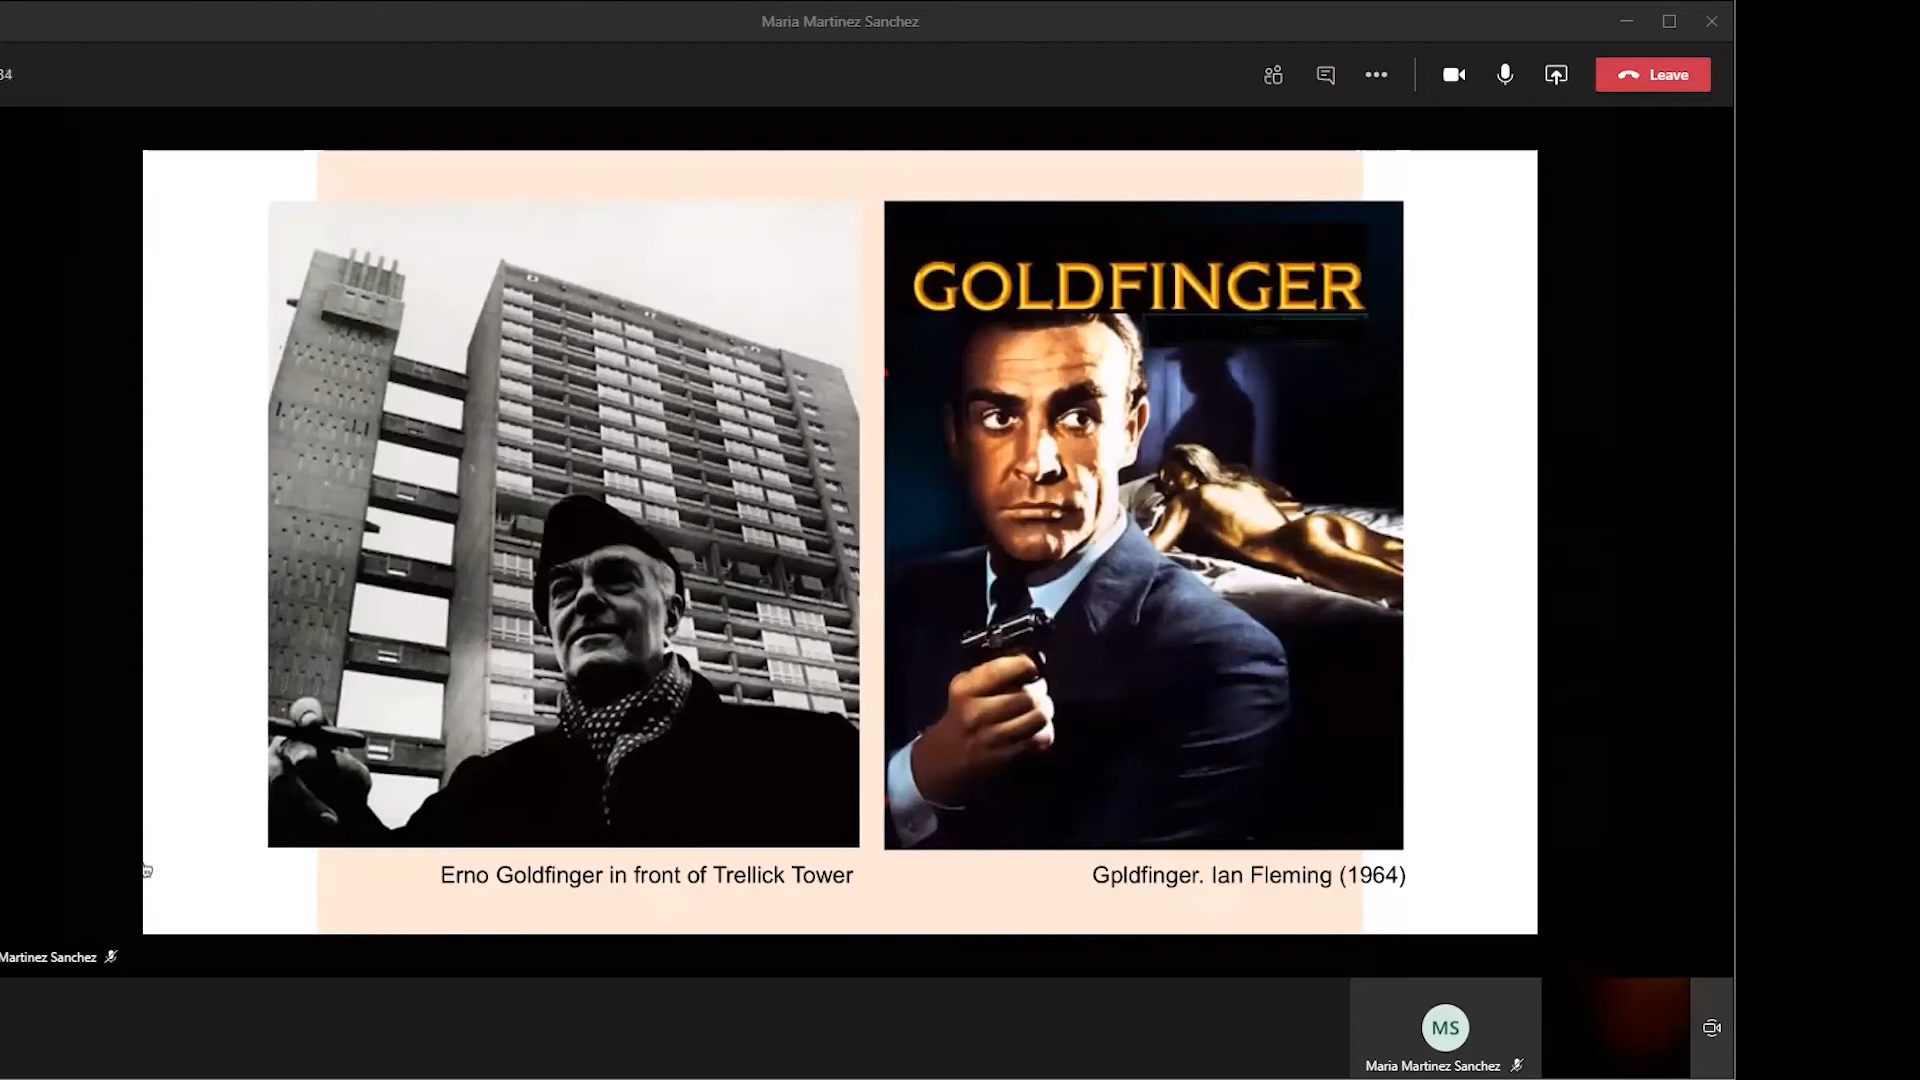 Maria Martinez Sanchez
34
Leave
GOLDFINGER
Erno Goldfinger in front of Trellick Tower
Gpldfinger. Ian Fleming (1964)
Martinez Sanchez
MS
Maria Martinez Sanchez